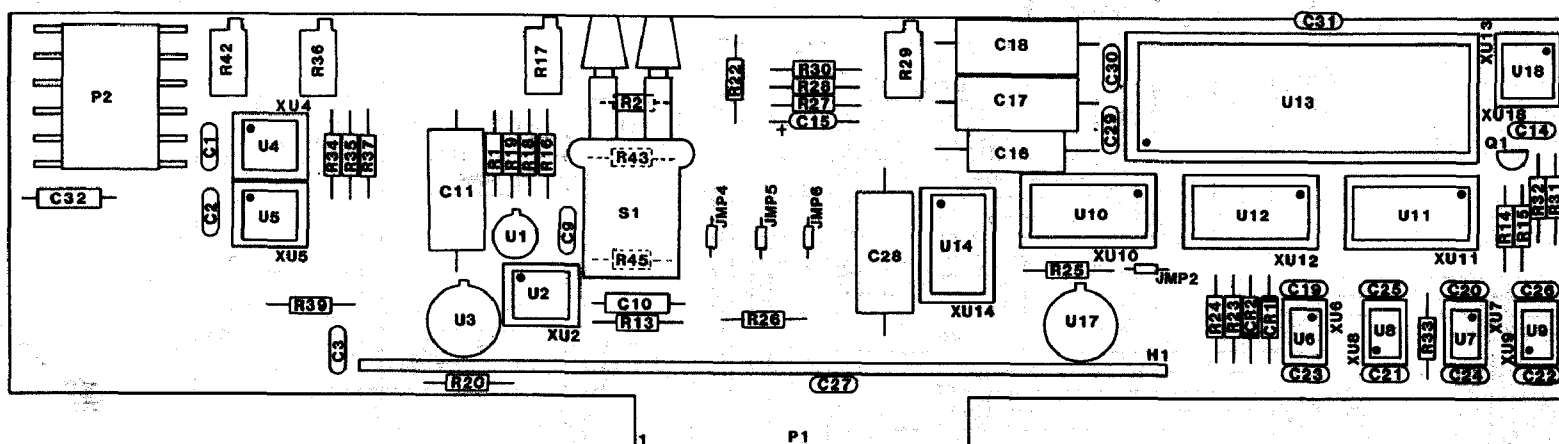 C31
R42
R36
R17
R29
C18
C30
XU13
U18
P2
R22
R30
R28
R27
C15
+
R2
C17
U13
XU18
C29
C14
XU4
C1
U4
R34
R35
R37
C11
R1
R19
R18
R16
R43
C16
Q1
C32
C2
U5
XU5
U1
C9
S1
JMP4
JMP5
JMP6
C28
U14
U10
U12
U11
R14
R15
R32
R31
XU10
XU12
XU11
R45
U2
XU2
R39
U3
C10
R13
R26
XU14
R25
JMP2
U17
R24
R23
CR2
CR1
C19
U6
XU6
C23
C25
U8
XU8
C21
R33
C20
U7
XU7
C24
C26
U9
XU9
C22
C3
H1
R20
C27
1
P1